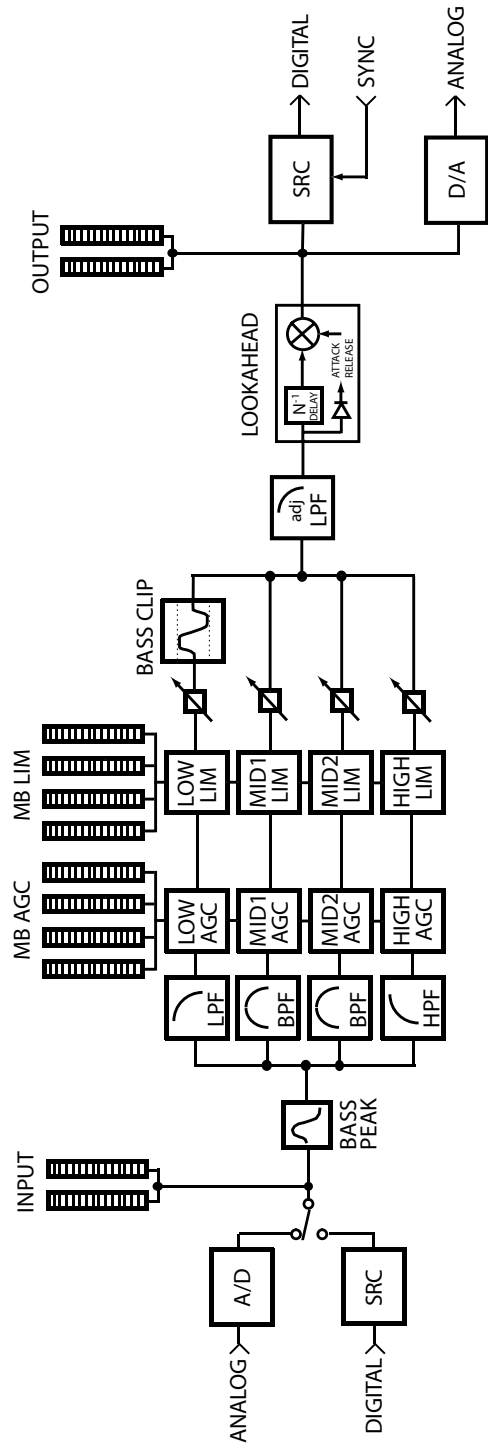 INPUT
MB AGC
MB LIM
OUTPUT
ANALOG
A/D
DIGITAL
SRC
BASS
PEAK
LPF
BPF
BPF
HPF
LOW
AGC
MID1
AGC
MID2
AGC
HIGH
AGC
LOW
LIM
MID1
LIM
MID2
LIM
HIGH
LIM
BASS CLIP
adj
LPF
LOOKAHEAD
N-1
DELAY
ATTACK
RELEASE
SRC
DIGITAL
SYNC
D/A
ANALOG